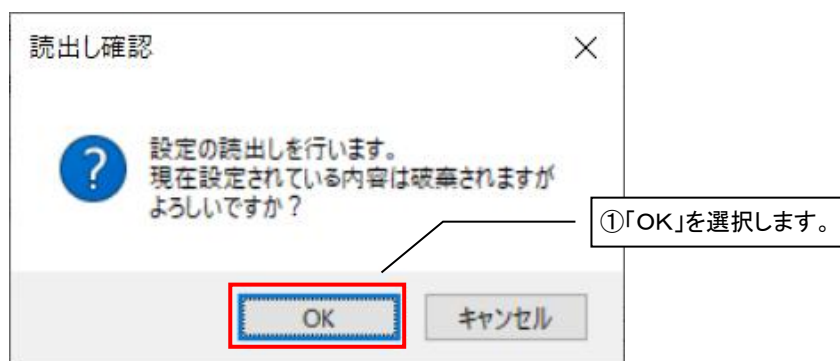 読出し確認
設定の読出しを行います。
現在設定されている内容は破棄されますが
よろしいですか？
①「OK」を選択します。
OK
キャンセル